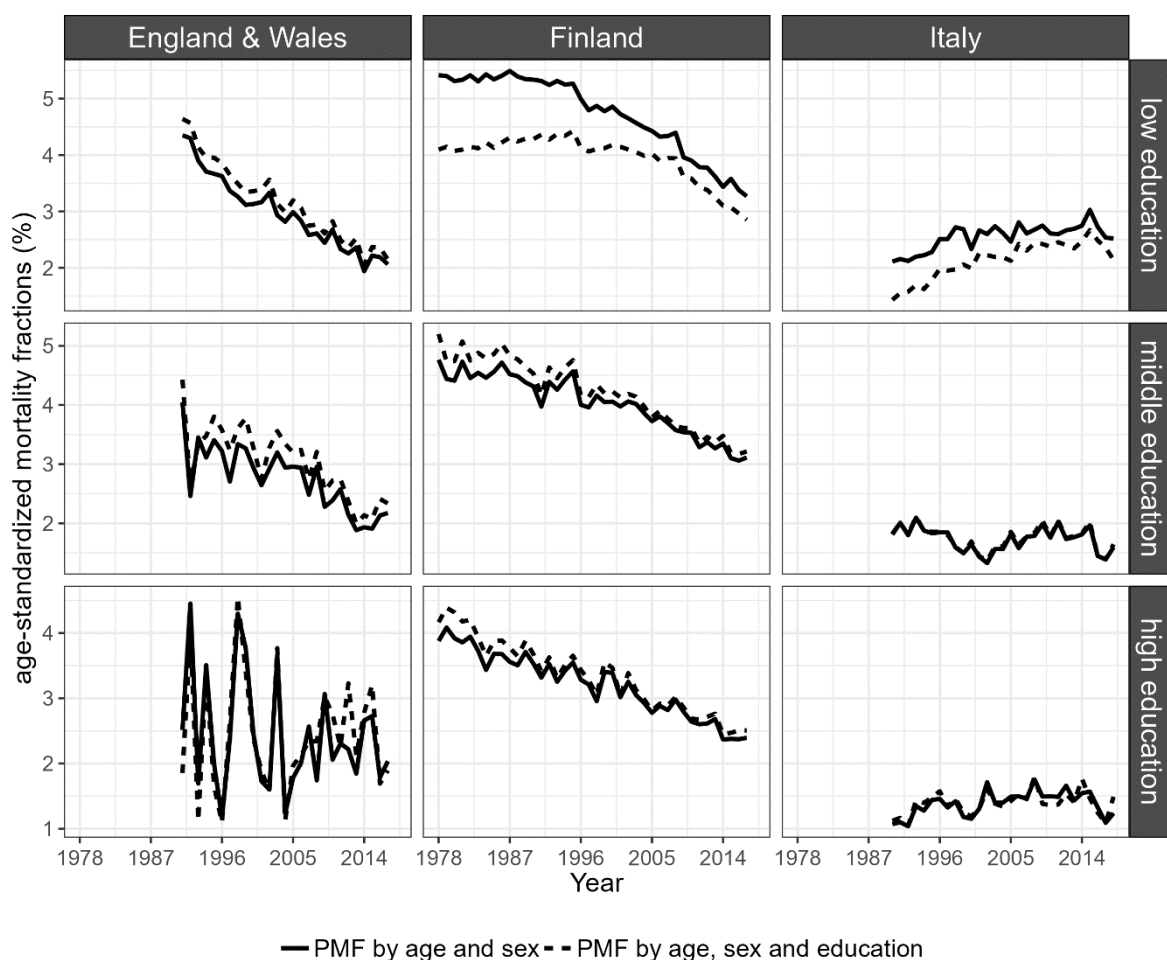 England & Wales
Finland
Italy
age-standardized mortality fractions (%)
5
4
3
2
low education
5
4
3
2
middle education
4
3
2
1
high education
1978 1987 1996 2005 2014
1978 1987 1996 2005 2014
1978 1987 1996 2005 2014
Year
PMF by age and sex
PMF by age, sex and education